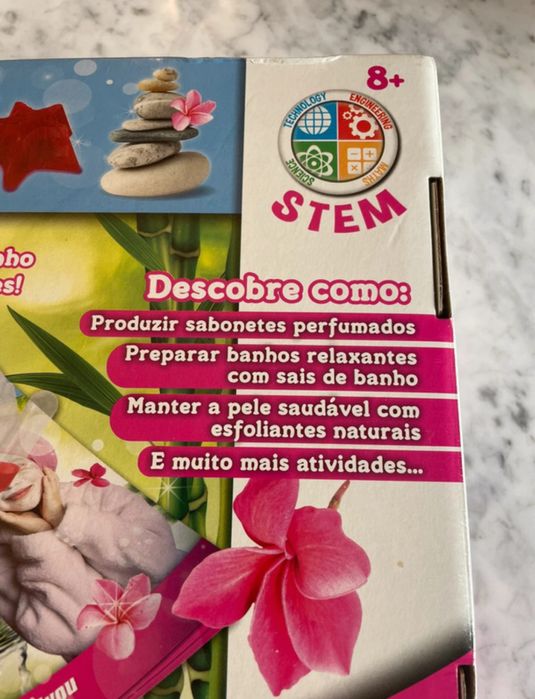 8+
TECHNOLOGY
ENGINEERING
SCIENCE
MATHS
STEM
Descobre como:
Produzir sabonetes perfumados
Preparar banhos relaxantes
com sais de banho
Manter a pele saudável com
esfoliantes naturais
E muito mais atividades...